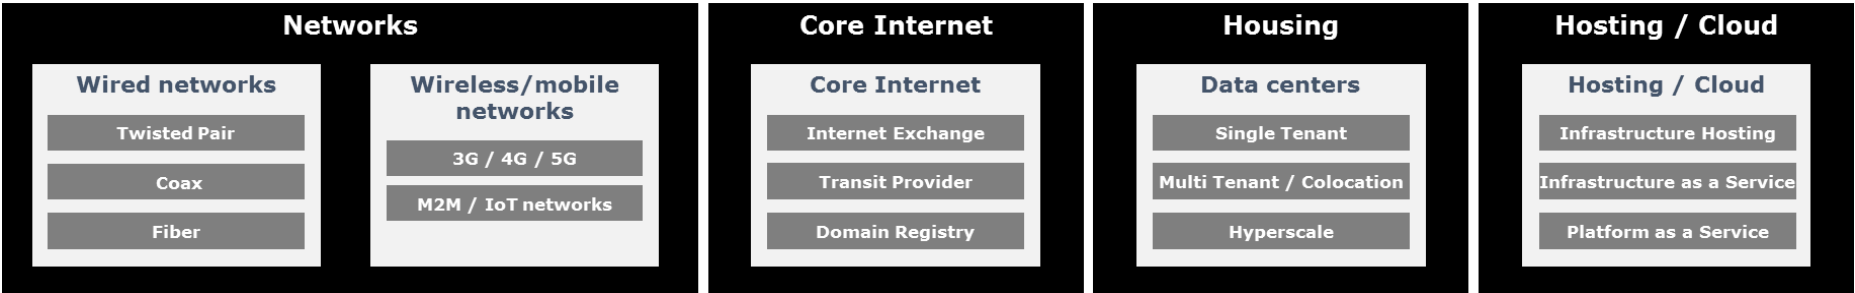 Networks
Wired networks
Twisted Pair
Coax
Fiber
Wireless/mobile
networks
3G / 4G / 5G
M2M / IoT networks
Core Internet
Core Internet
Internet Exchange
Transit Provider
Domain Registry
Housing
Data centers
Single Tenant
Multi Tenant / Colocation
Hyperscale
Hosting / Cloud
Hosting / Cloud
Infrastructure Hosting
Infrastructure as a Service
Platform as a Service